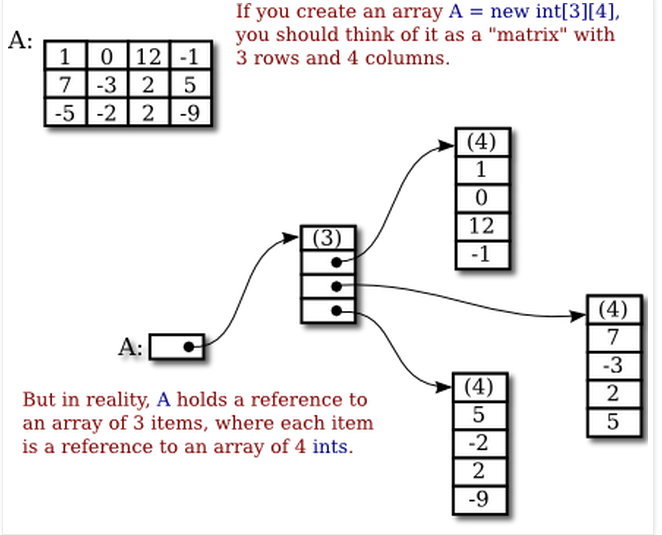 If you create an array A = new int[3][4],
you should think of it as a "matrix" with
3 rows and 4 columns.
A:
1 0 12 -1
7 -3 2 5
-5 -2 2 -9
(4)
1
0
12
-1
(3)
A:
(4)
7
-3
2
5
(4)
5
-2
2
-9
But in reality, A holds a reference to
an array of 3 items, where each item
is a reference to an array of 4 ints.